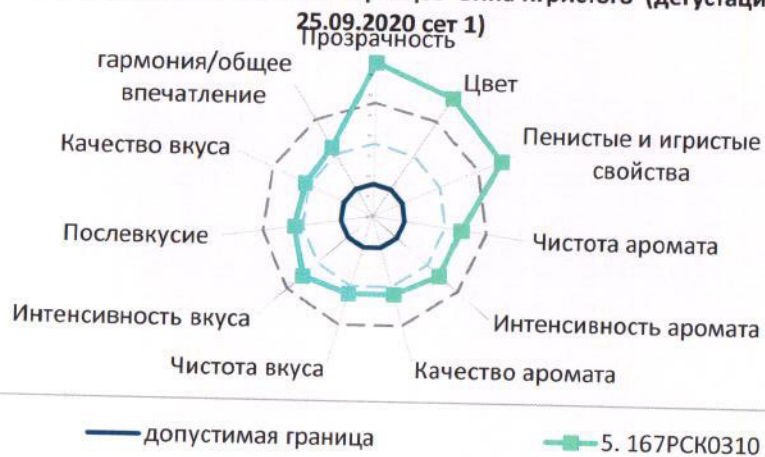 25.09.2020 сет 1)
Прозрачность
Цвет
Пенистые и игристые
свойства
Чистота аромата
Интенсивность аромата
Качество аромата
Чистота вкуса
Интенсивность вкуса
Послевкусие
Качество вкуса
гармония/общее
впечатление
допустимая граница
5. 167РСК0310